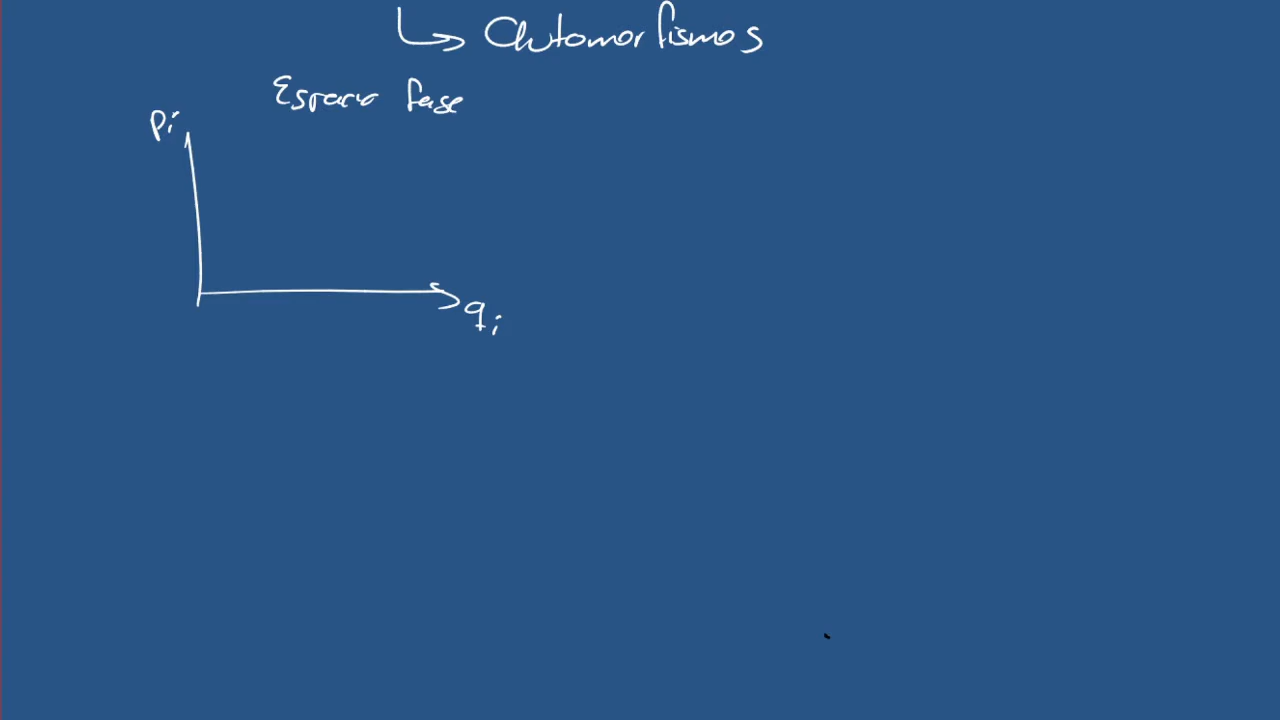 ↳ Automorfismos
Espacio fase
pi
qi